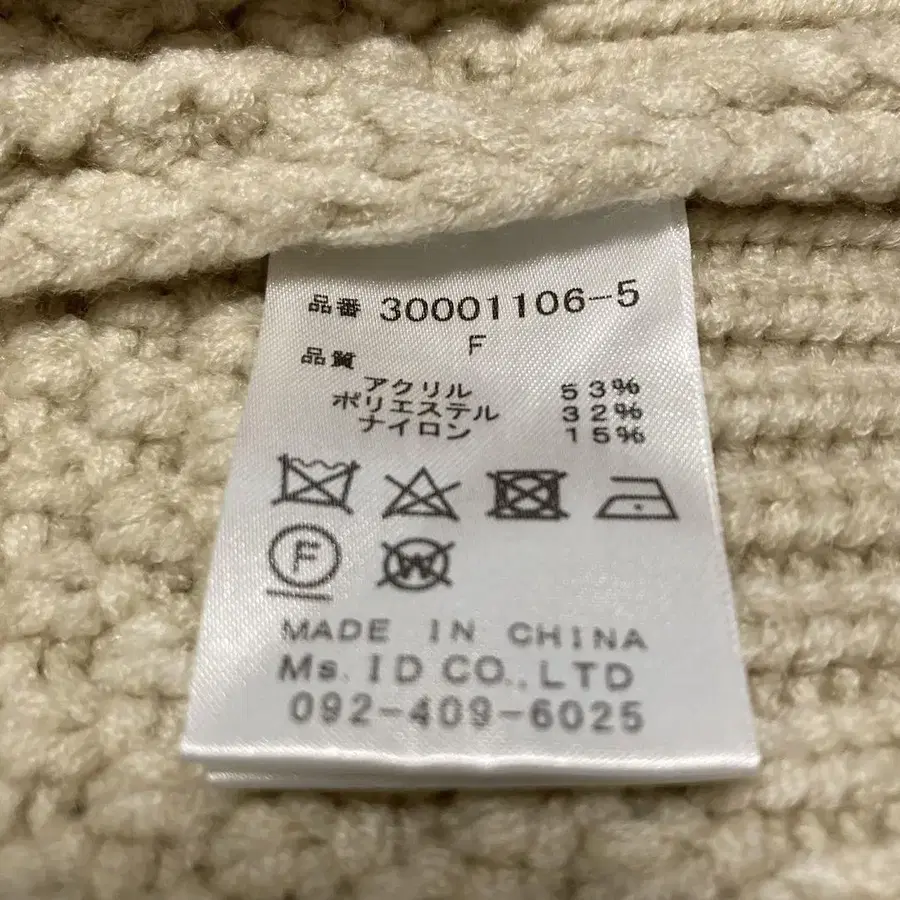 品番 30001106-5
F
品質
アクリル 53%
ポリエステル 32%
ナイロン 15%
F
W
MADE IN CHINA
Ms. ID CO., LTD
092-409-6025